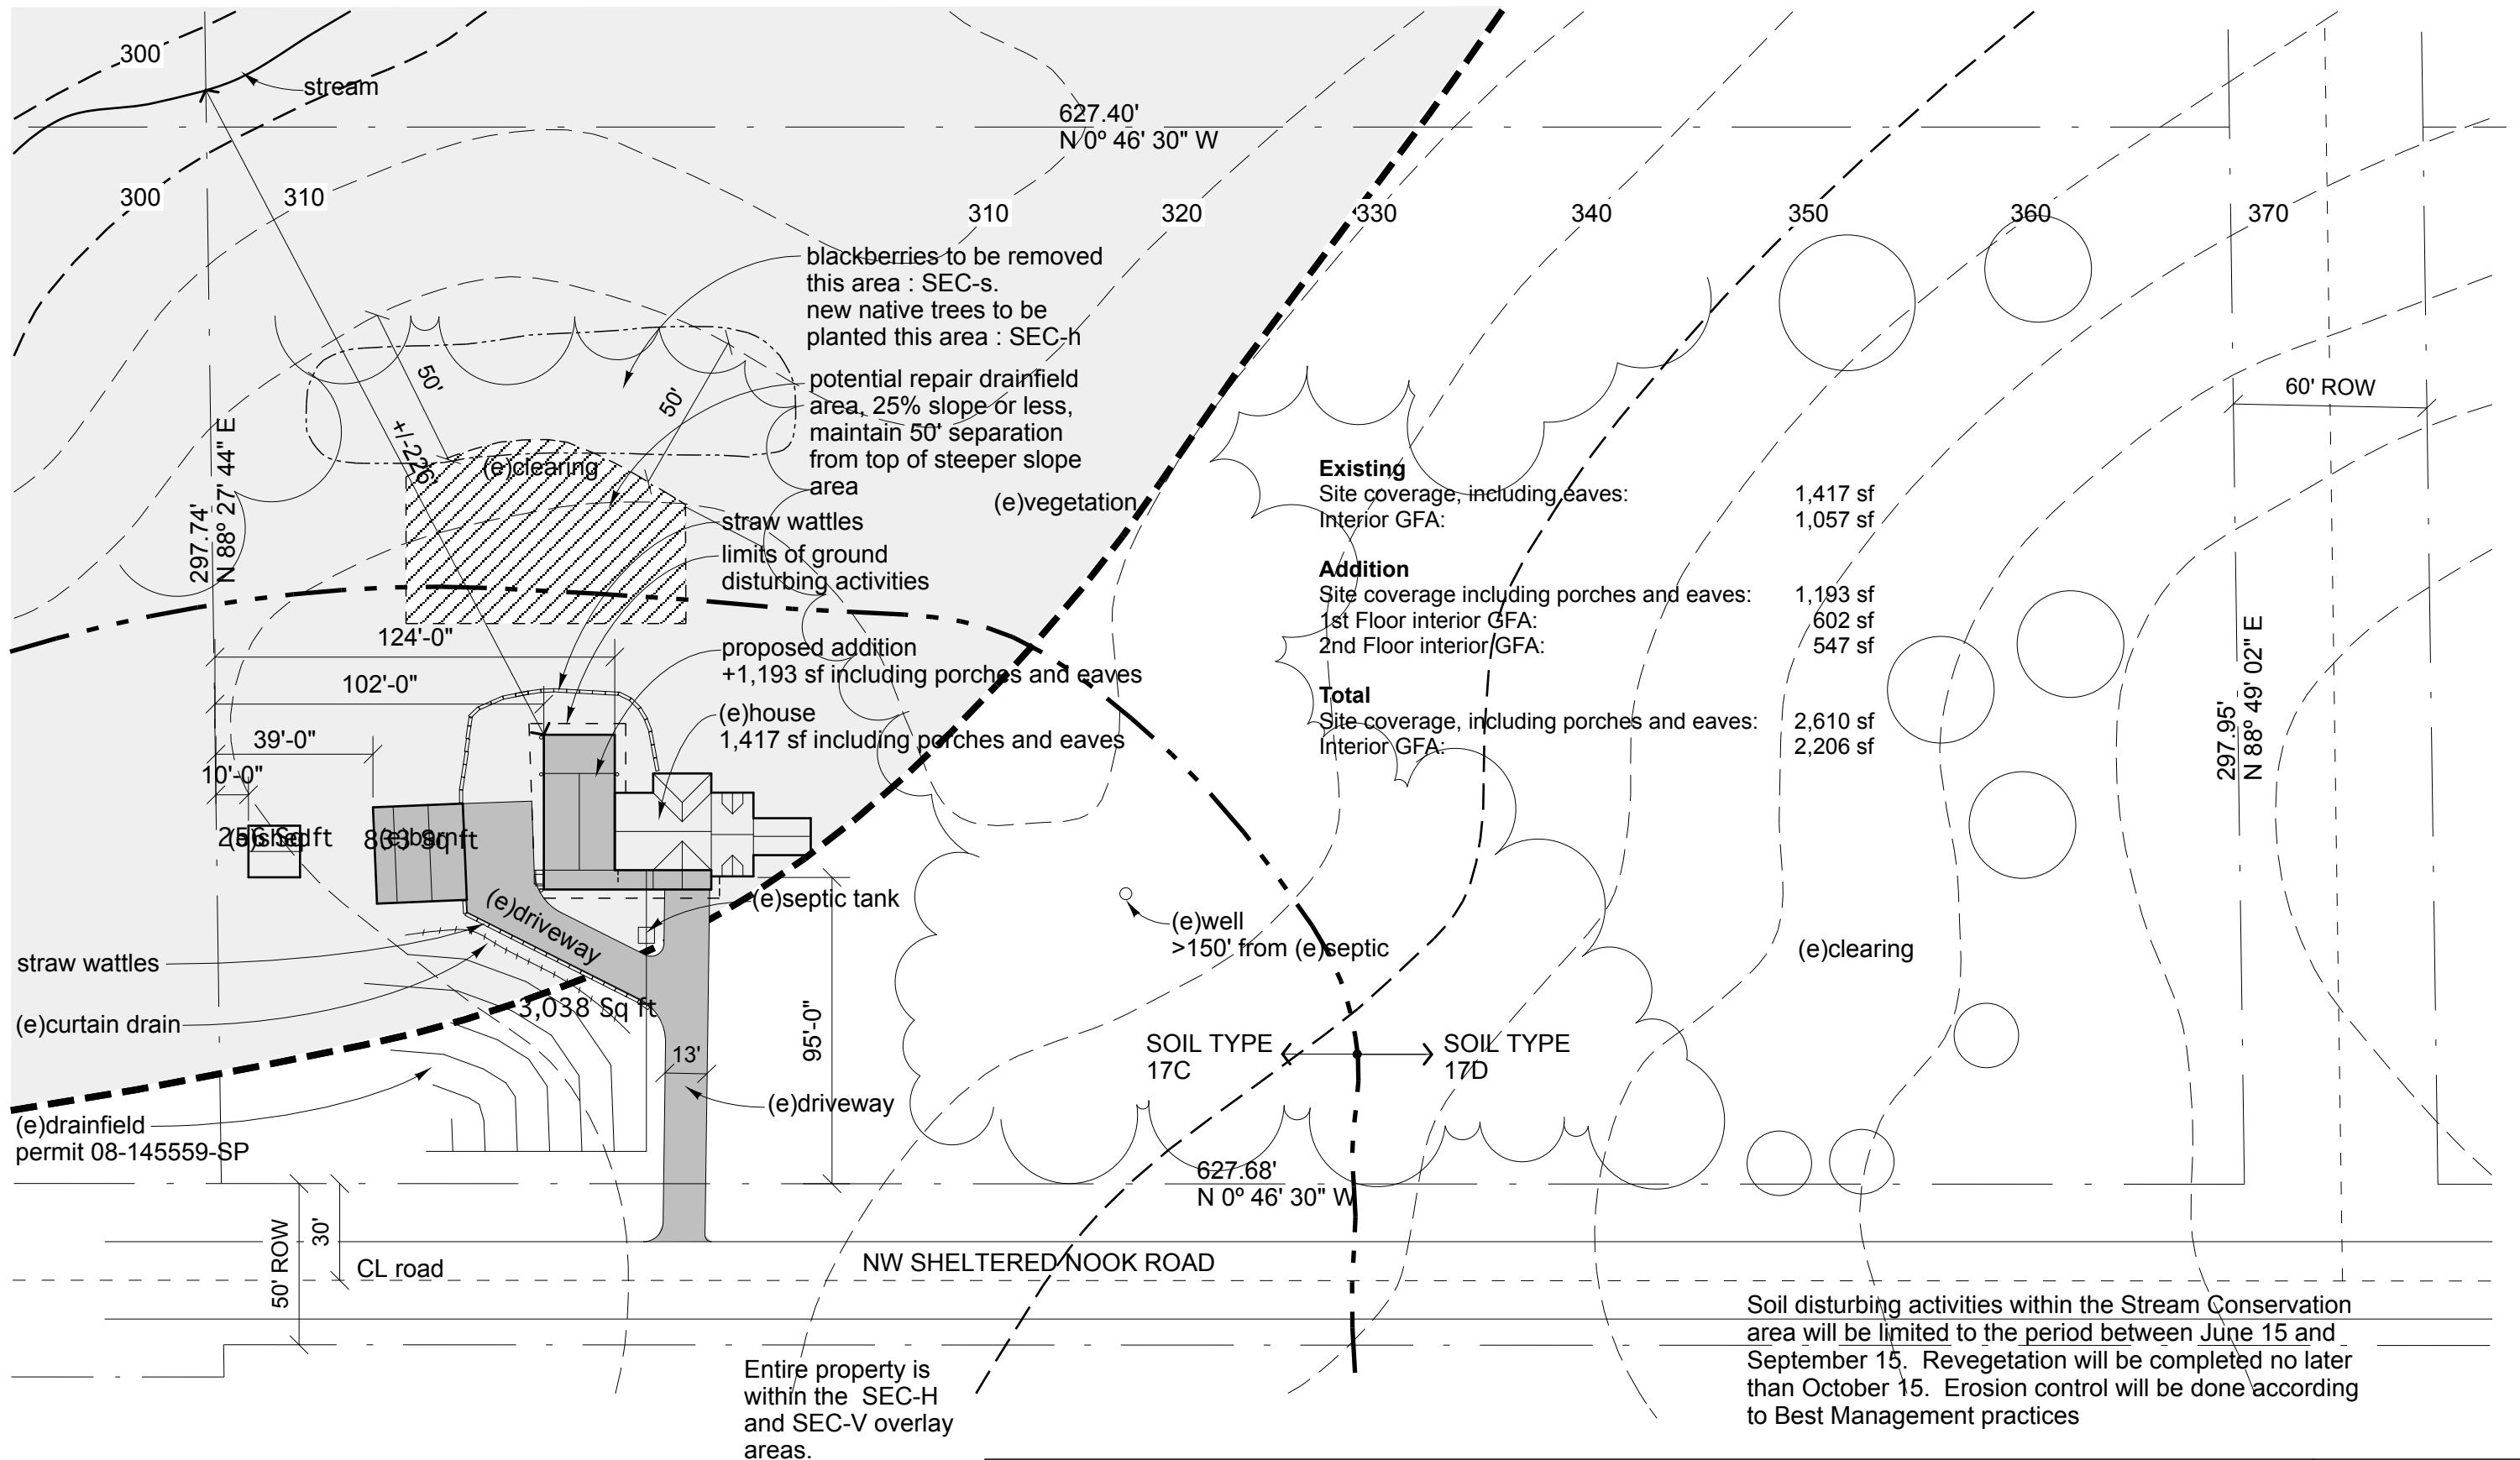 300
stream
627.40'
N 0º 46' 30" W
300
310
310
320
330
340
350
360
370
blackberries to be removed
this area : SEC-s.
new native trees to be
planted this area : SEC-h
50'
50'
potential repair drainfield
area, 25% slope or less,
maintain 50' separation
from top of steeper slope
area
60' ROW
+/-226'
(e)clearing
(e)vegetation
297.74'
N 88º 27' 44" E
straw wattles
limits of ground
disturbing activities
Existing
Site coverage, including eaves: 1,417 sf
Interior GFA: 1,057 sf
Addition
Site coverage including porches and eaves: 1,193 sf
1st Floor interior GFA: 602 sf
2nd Floor interior GFA: 547 sf
Total
Site coverage, including porches and eaves: 2,610 sf
Interior GFA: 2,206 sf
124'-0"
102'-0"
39'-0"
10'-0"
proposed addition
+1,193 sf including porches and eaves
(e)house
1,417 sf including porches and eaves
297.95'
N 88º 49' 02" E
256 Sq ft
(e)shed
833 Sq ft
(e)barn
(e)driveway
(e)septic tank
(e)well
>150' from (e)septic
(e)clearing
straw wattles
3,038 Sq ft
(e)curtain drain
95'-0"
13'
SOIL TYPE
17C
SOIL TYPE
17D
(e)driveway
(e)drainfield
permit 08-145559-SP
627.68'
N 0º 46' 30" W
50' ROW
30'
CL road
NW SHELTERED NOOK ROAD
Entire property is
within the SEC-H
and SEC-V overlay
areas.
Soil disturbing activities within the Stream Conservation
area will be limited to the period between June 15 and
September 15. Revegetation will be completed no later
than October 15. Erosion control will be done according
to Best Management practices